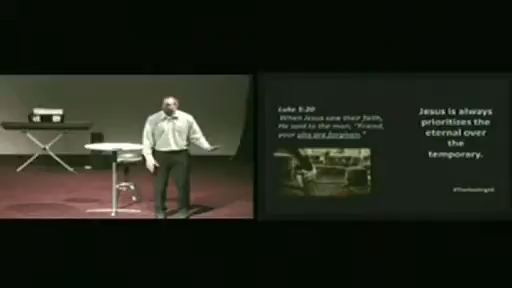 Luke 5:20
When Jesus saw their faith,
He said to the man, "Friend,
your sins are forgiven."
Jesus is always
prioritizes the
eternal over
the
temporary.